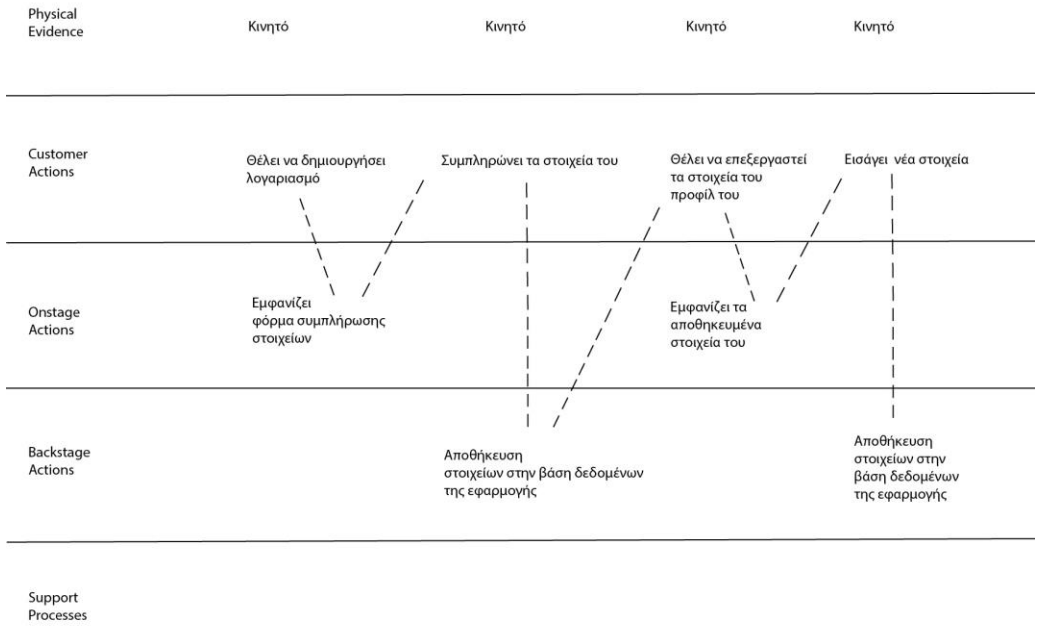 Physical
Evidence
Κινητό
Κινητό
Κινητό
Κινητό
Customer
Actions
Θέλει να δημιουργήσει
λογαριασμό
Συμπληρώνει τα στοιχεία του
Θέλει να επεξεργαστεί
τα στοιχεία του
προφίλ του
Εισάγει νέα στοιχεία
Onstage
Actions
Εμφανίζει
φόρμα συμπλήρωσης
στοιχείων
Εμφανίζει τα
αποθηκευμένα
στοιχεία του
Backstage
Actions
Αποθήκευση
στοιχείων στην βάση δεδομένων
της εφαρμογής
Αποθήκευση
στοιχείων στην
βάση δεδομένων
της εφαρμογής
Support
Processes